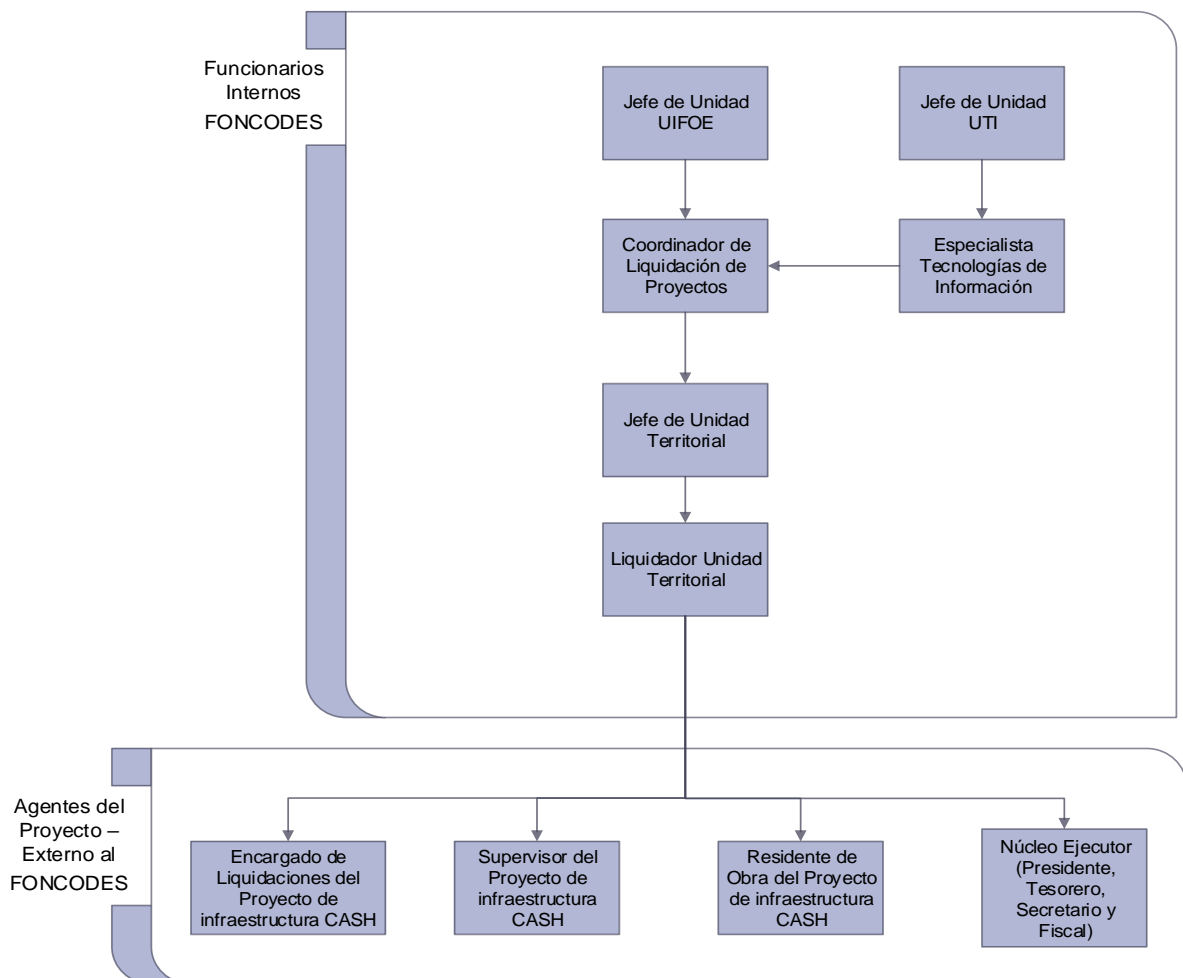 Funcionarios
Internos
FONCODES
Jefe de Unidad
UIFOE
Jefe de Unidad
UTI
Coordinador de
Liquidación de
Proyectos
Especialista
Tecnologías de
Información
Jefe de Unidad
Territorial
Liquidador Unidad
Territorial
Agentes del
Proyecto –
Externo al
FONCODES
Encargado de
Liquidaciones del
Proyecto de
infraestructura CASH
Supervisor del
Proyecto de
infraestructura
CASH
Residente de
Obra del Proyecto
de infraestructura
CASH
Núcleo Ejecutor
(Presidente,
Tesorero,
Secretario y
Fiscal)